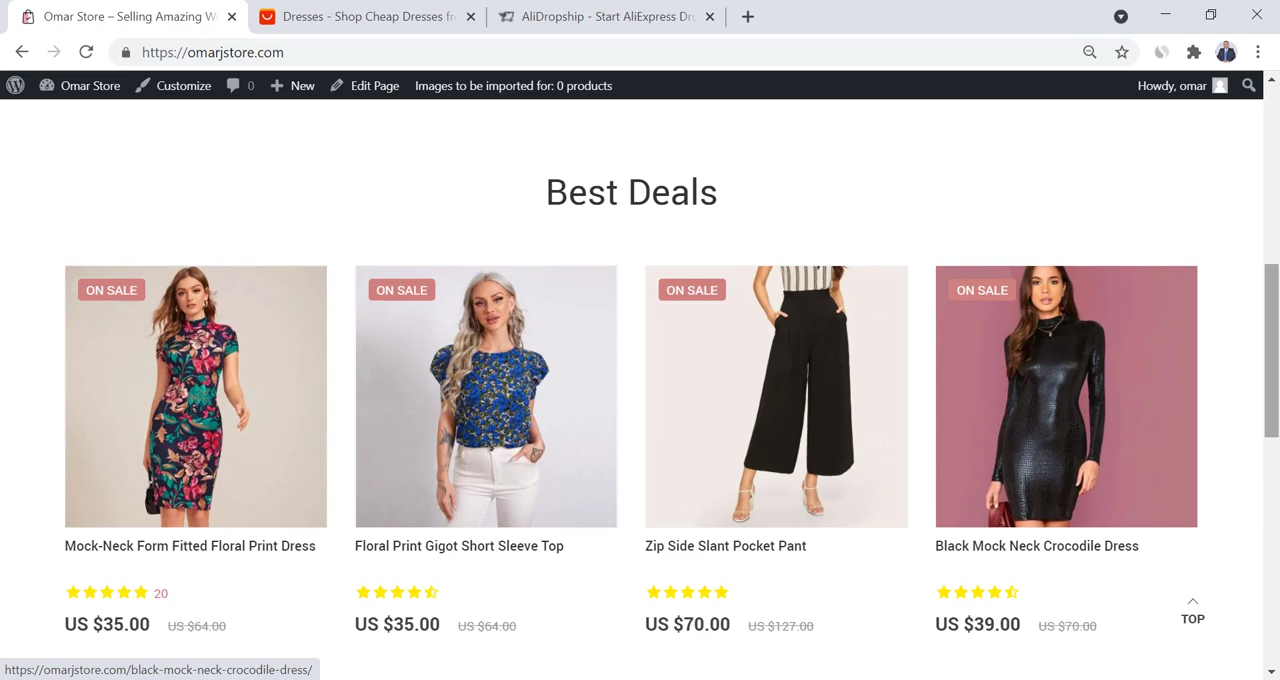 Omar Store – Selling Amazing W
Dresses - Shop Cheap Dresses fr
AliDropship - Start AliExpress Dro
https://omarjstore.com
Omar Store
Customize
0
New
Edit Page
Images to be imported for: 0 products
Howdy, omar
Best Deals
ON SALE
ON SALE
ON SALE
ON SALE
Mock-Neck Form Fitted Floral Print Dress
Floral Print Gigot Short Sleeve Top
Zip Side Slant Pocket Pant
Black Mock Neck Crocodile Dress
20
US $35.00 US $64.00
US $35.00 US $64.00
US $70.00 US $127.00
US $39.00 US $70.00
TOP
https://omarjstore.com/black-mock-neck-crocodile-dress/